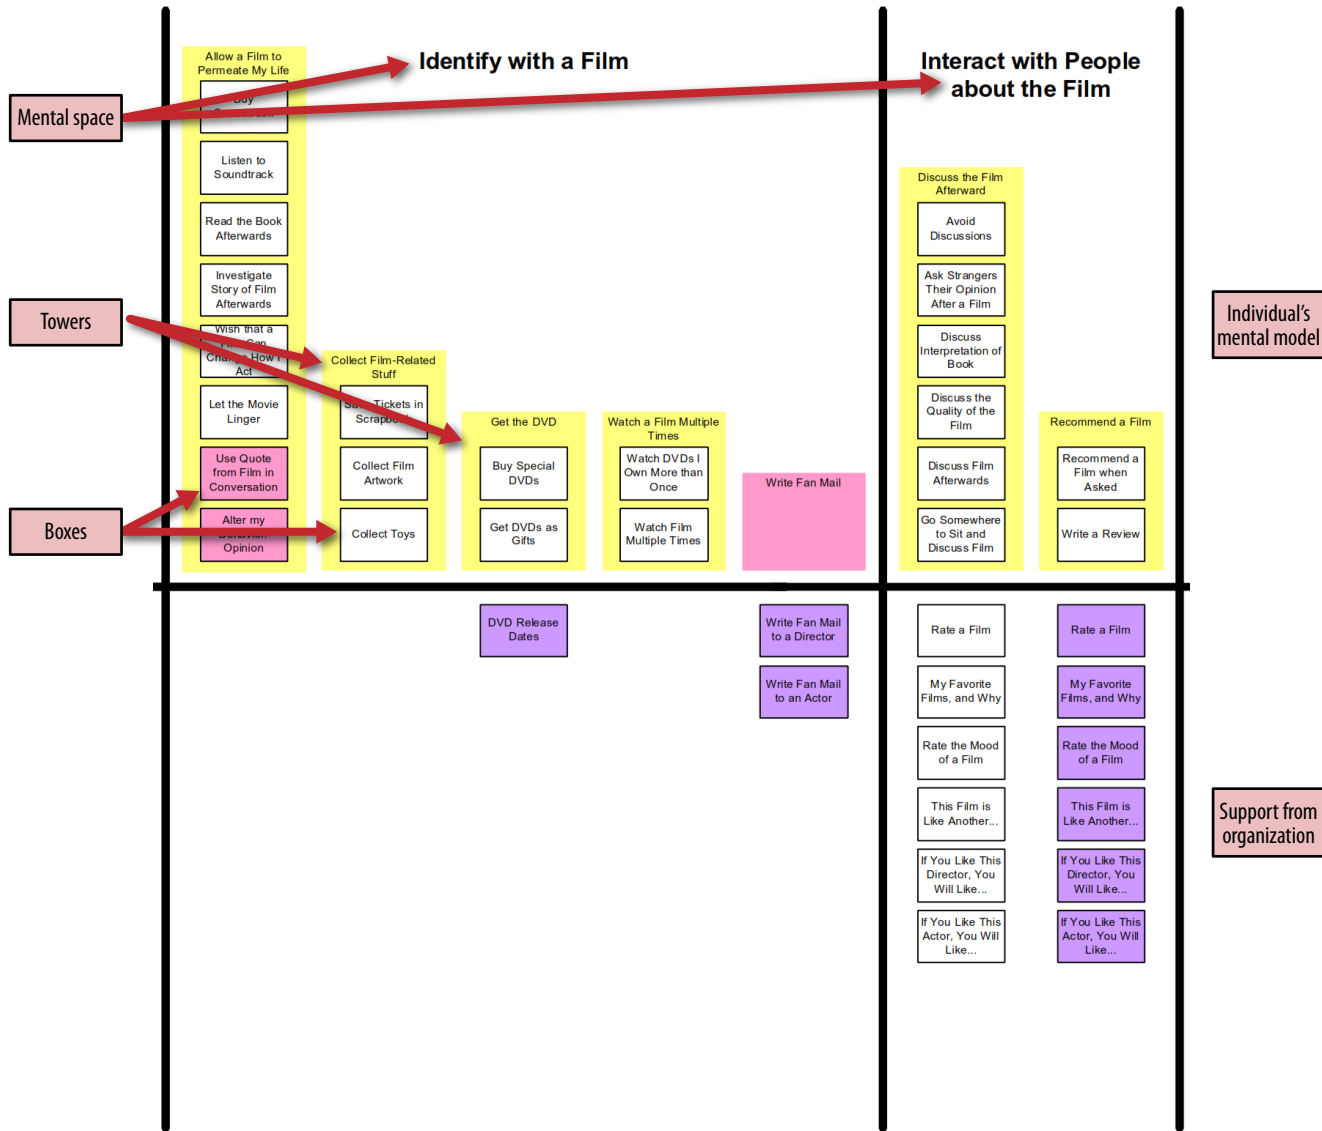 Mental space
Towers
Boxes
Identify with a Film
Allow a Film to
Permeate My Life
Buy
Listen to
Soundtrack
Read the Book
Afterwards
Investigate
Story of Film
Afterwards
Wish that a
How I
Act
Let the Movie
Linger
Use Quote
from Film in
Conversation
Alter my
Opinion
Collect Film-Related
Stuff
Tickets in
Collect Film
Artwork
Collect Toys
Get the DVD
Buy Special
DVDs
Get DVDs as
Gifts
Watch a Film Multiple
Times
Watch DVDs I
Own More than
Once
Watch Film
Multiple Times
Write Fan Mail
DVD Release
Dates
Write Fan Mail
to a Director
Write Fan Mail
to an Actor
Interact with People
about the Film
Discuss the Film
Afterward
Avoid
Discussions
Ask Strangers
Their Opinion
After a Film
Discuss
Interpretation of
Book
Discuss the
Quality of the
Film
Discuss Film
Afterwards
Go Somewhere
to Sit and
Discuss Film
Recommend a Film
Recommend a
Film when
Asked
Write a Review
Rate a Film
My Favorite
Films, and Why
Rate the Mood
of a Film
This Film is
Like Another...
If You Like This
Director, You
Will Like...
If You Like This
Actor, You Will
Like...
Rate a Film
My Favorite
Films, and Why
Rate the Mood
of a Film
This Film is
Like Another...
If You Like This
Director, You
Will Like...
If You Like This
Actor, You Will
Like...
Individual's
mental model
Support from
organization